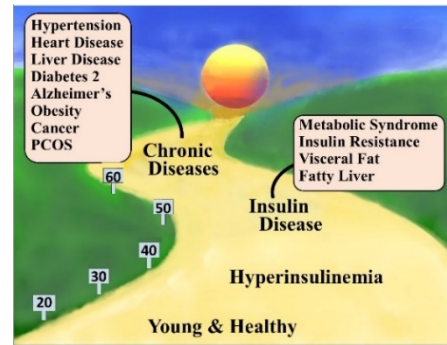 Hypertension
Heart Disease
Liver Disease
Diabetes 2
Alzheimer's
Obesity
Cancer
PCOS
Chronic
Diseases
Metabolic Syndrome
Insulin Resistance
Visceral Fat
Fatty Liver
Insulin
Disease
60
50
40
30
20
Hyperinsulinemia
Young & Healthy